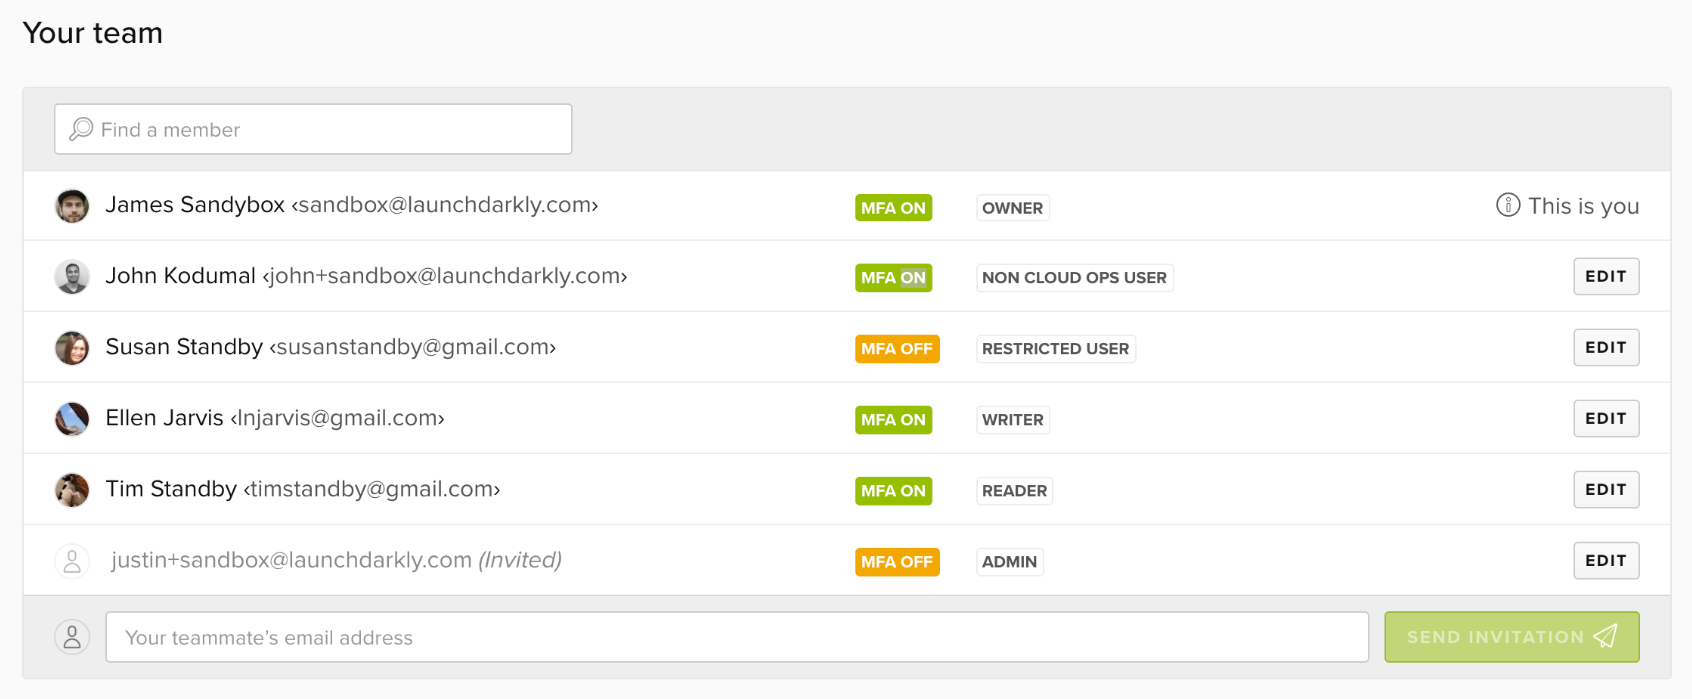 Your team
Find a member
James Sandybox ‹sandbox@launchdarkly.com› MFA ON OWNER This is you
John Kodumal ‹john+sandbox@launchdarkly.com› MFA ON NON CLOUD OPS USER EDIT
Susan Standby ‹susanstandby@gmail.com› MFA OFF RESTRICTED USER EDIT
Ellen Jarvis ‹lnjarvis@gmail.com› MFA ON WRITER EDIT
Tim Standby ‹timstandby@gmail.com› MFA ON READER EDIT
justin+sandbox@launchdarkly.com (Invited) MFA OFF ADMIN EDIT
Your teammate’s email address SEND INVITATION